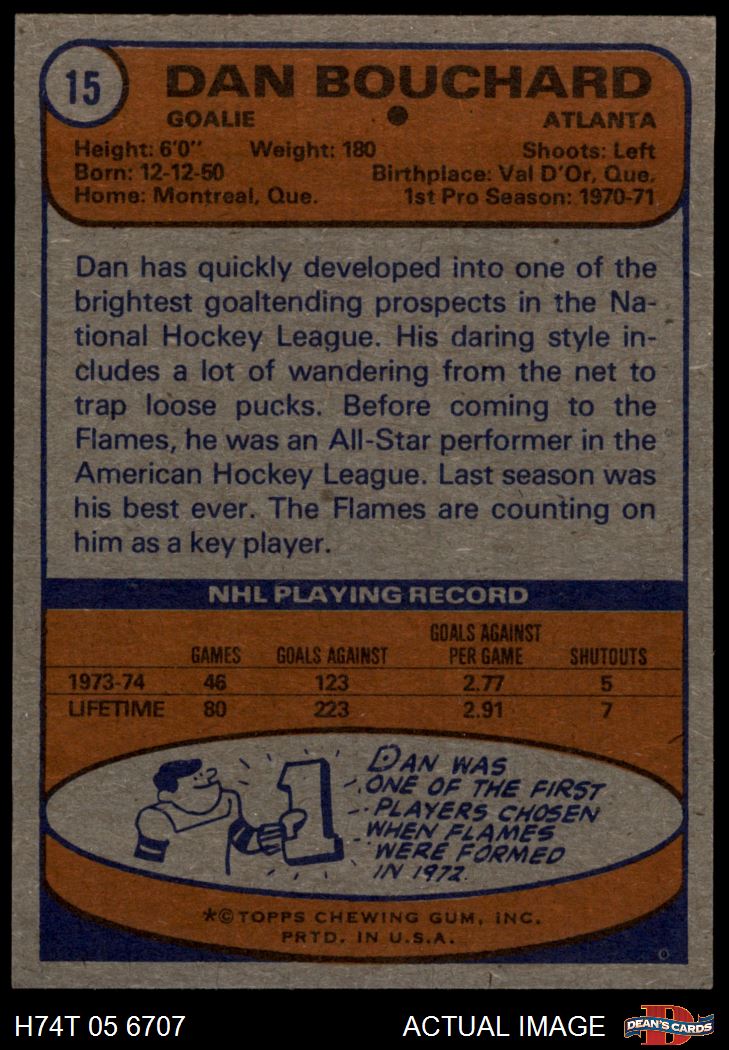 15
DAN BOUCHARD
GOALIE ATLANTA
Height: 6'0" Weight: 180 Shoots: Left
Born: 12-12-50 Birthplace: Val D'Or, Que.
Home: Montreal, Que. 1st Pro Season: 1970-71
Dan has quickly developed into one of the
brightest goaltending prospects in the Na-
tional Hockey League. His daring style in-
cludes a lot of wandering from the net to
trap loose pucks. Before coming to the
Flames, he was an All-Star performer in the
American Hockey League. Last season was
his best ever. The Flames are counting on
him as a key player.
NHL PLAYING RECORD
GOALS AGAINST
GAMES GOALS AGAINST PER GAME SHUTOUTS
1973-74 46 123 2.77 5
LIFETIME 80 223 2.91 7
1
DAN WAS
ONE OF THE FIRST
PLAYERS CHOSEN
WHEN FLAMES
WERE FORMED
IN 1972.
*©TOPPS CHEWING GUM, INC.
PRTD. IN U.S.A.
H74T 05 6707 ACTUAL IMAGE
D
DEAN'S CARDS